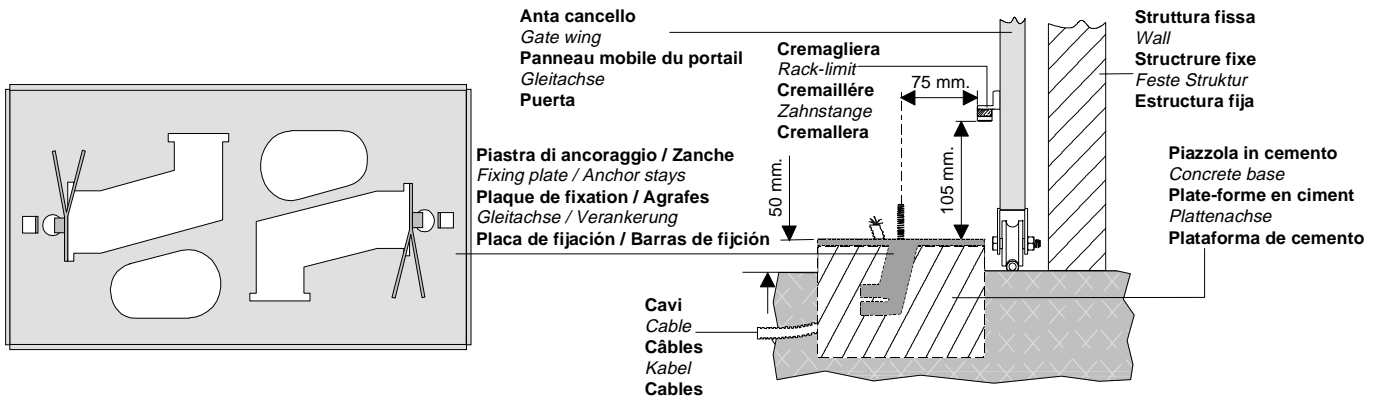 Anta cancello
Gate wing
Panneau mobile du portail
Gleitachse
Puerta
Cremagliera
Rack-limit
Cremaillére
Zahnstange
Cremallera
75 mm.
Struttura fissa
Wall
Structrure fixe
Feste Struktur
Estructura fija
Piastra di ancoraggio / Zanche
Fixing plate / Anchor stays
Plaque de fixation / Agrafes
Gleitachse / Verankerung
Placa de fijación / Barras de fijción
50 mm.
105 mm.
Piazzola in cemento
Concrete base
Plate-forme en ciment
Plattenachse
Plataforma de cemento
Cavi
Cable
Câbles
Kabel
Cables